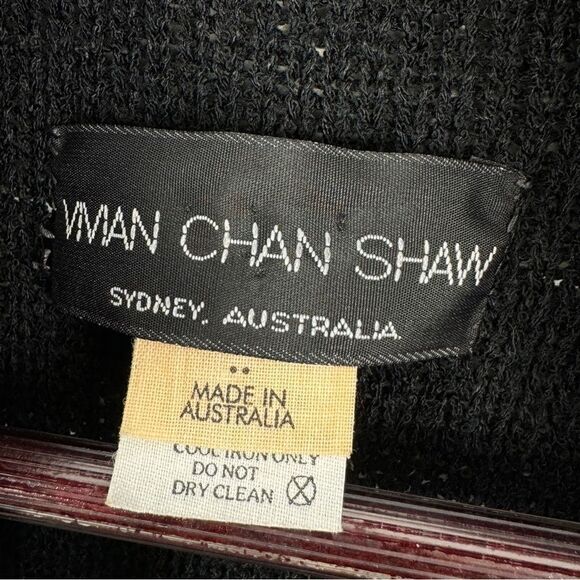 VIVIAN CHAN SHAW
SYDNEY, AUSTRALIA
MADE IN
AUSTRALIA
COOL IRON ONLY
DO NOT
DRY CLEAN